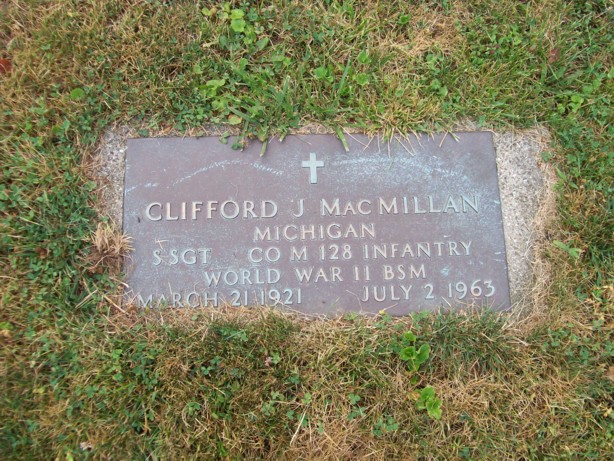 CLIFFORD J MACMILLAN
MICHIGAN
S SGT CO M 128 INFANTRY
WORLD WAR II BSM
MARCH 21 1921 JULY 2 1963